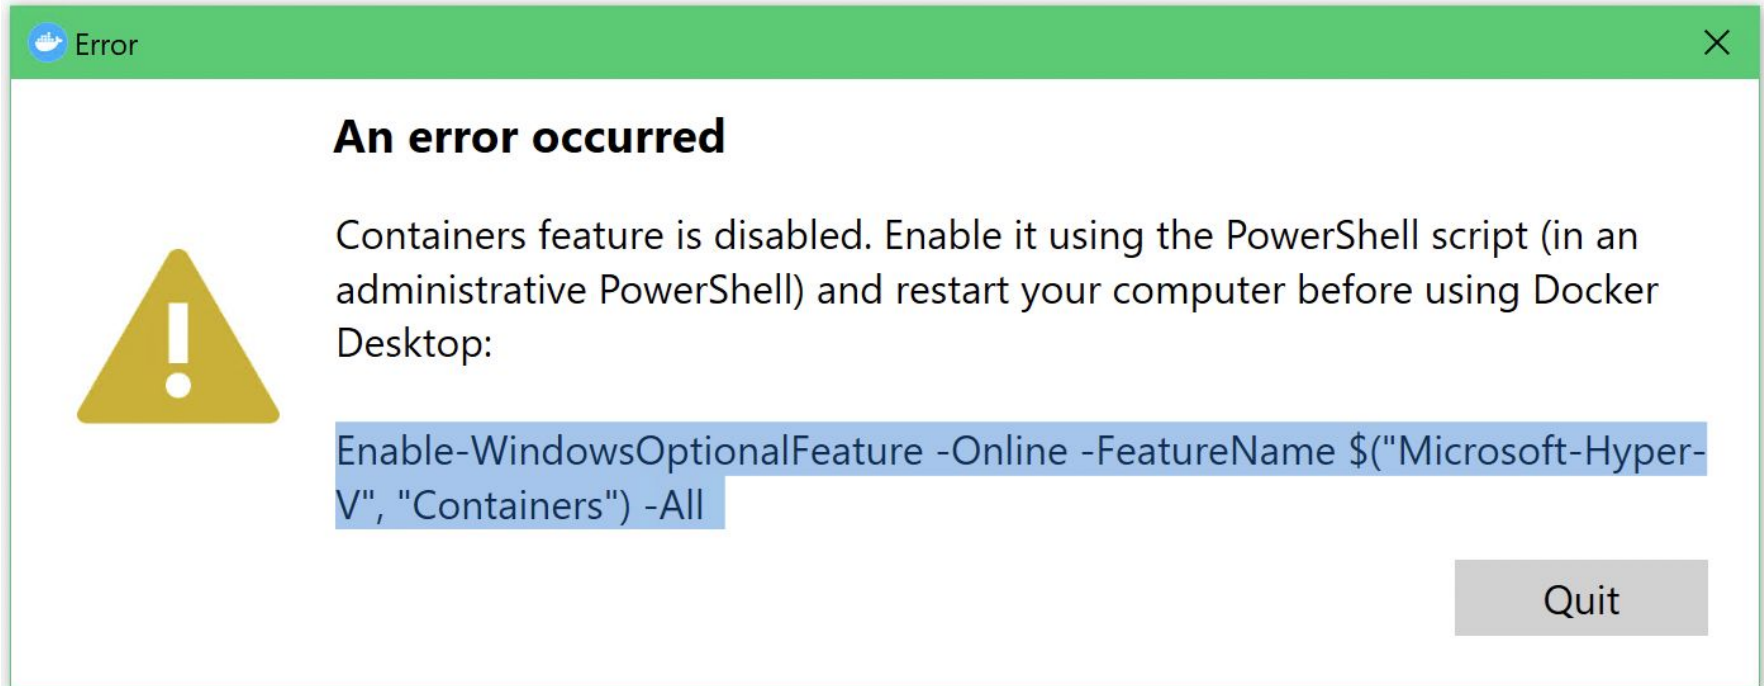 Error
An error occurred
Containers feature is disabled. Enable it using the PowerShell script (in an
administrative PowerShell) and restart your computer before using Docker
Desktop:
Enable-WindowsOptionalFeature -Online -FeatureName $("Microsoft-Hyper-
V", "Containers") -All
Quit